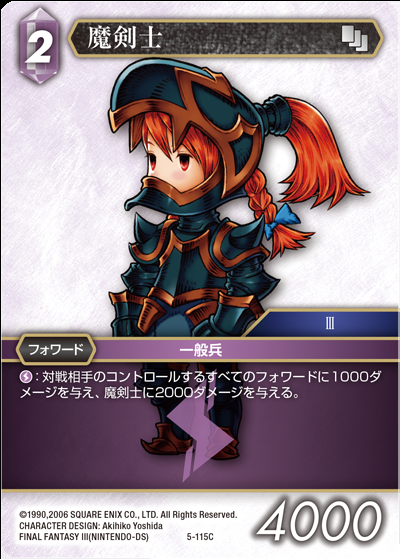 2
魔剣士
III
フォワード
一般兵
:対戦相手のコントロールするすべてのフォワードに1000ダ
メージを与え、魔剣士に2000ダメージを与える。
©1990,2006 SQUARE ENIX CO., LTD. All Rights Reserved.
CHARACTER DESIGN: Akihiko Yoshida
FINAL FANTASY III(NINTENDO-DS)
5-115C
4000